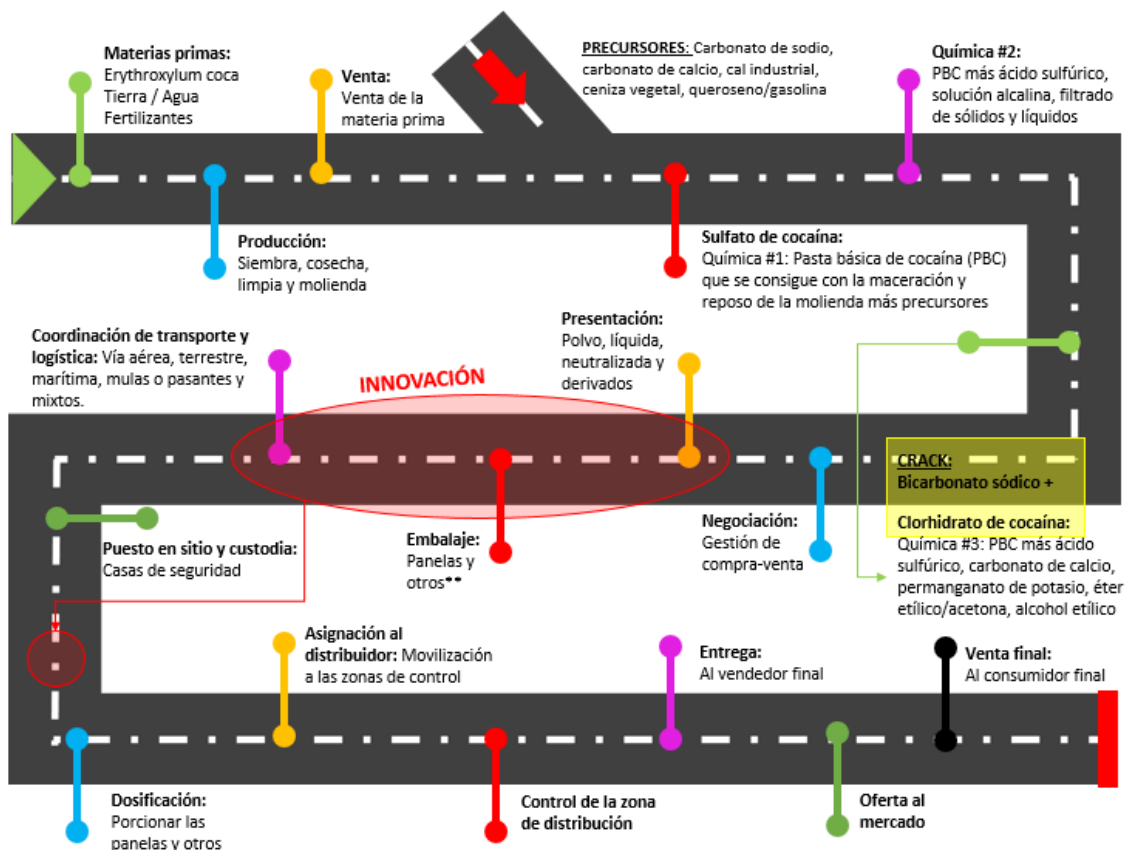 Materias primas:
Erythroxylum coca
Tierra / Agua
Fertilizantes
Venta:
Venta de la
materia prima
PRECURSORES: Carbonato de sodio,
carbonato de calcio, cal industrial,
ceniza vegetal, queroseno/gasolina
Química #2:
PBC más ácido sulfúrico,
solución alcalina, filtrado
de sólidos y líquidos
Producción:
Siembra, cosecha,
limpia y molienda
Sulfato de cocaína:
Química #1: Pasta básica de cocaína (PBC)
que se consigue con la maceración y
reposo de la molienda más precursores
Coordinación de transporte y
logística: Vía aérea, terrestre,
marítima, mulas o pasantes y
mixtos.
INNOVACIÓN
Presentación:
Polvo, líquida,
neutralizada y
derivados
CRACK:
Bicarbonato sódico +
Clorhidrato de cocaína:
Química #3: PBC más ácido
sulfúrico, carbonato de calcio,
permanganato de potasio, éter
etílico/acetona, alcohol etílico
Negociación:
Gestión de
compra-venta
Embalaje:
Panelas y
otros**
Puesto en sitio y custodia:
Casas de seguridad
Asignación al
distribuidor: Movilización
a las zonas de control
Entrega:
Al vendedor final
Venta final:
Al consumidor final
Dosificación:
Porcionar las
panelas y otros
Control de la zona
de distribución
Oferta al
mercado